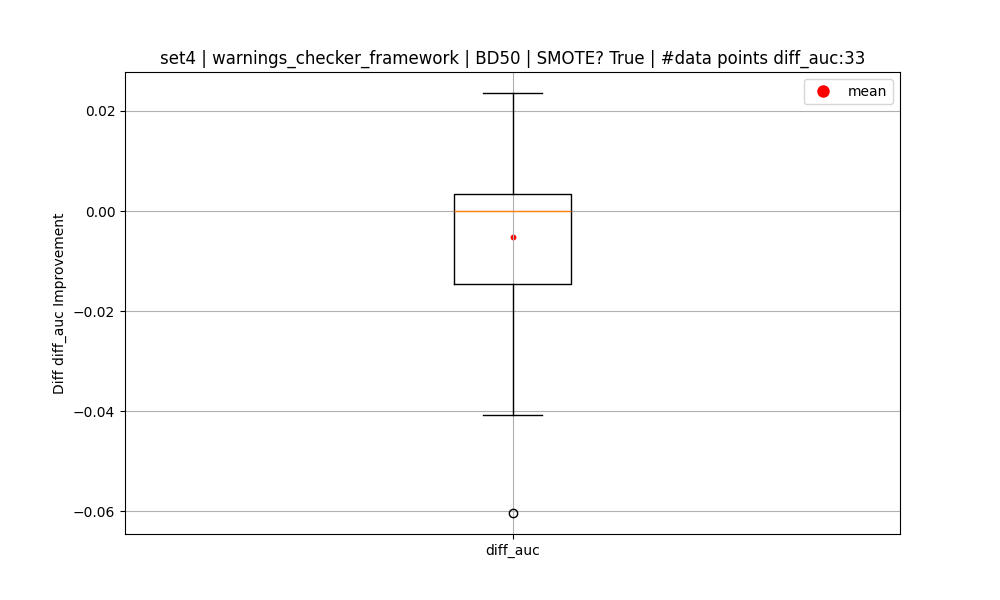 set4 | warnings_checker_framework | BD50 | SMOTE? True | #data points diff_auc:33
mean
0.02
0.00
−0.02
−0.04
−0.06
Diff diff_auc Improvement
diff_auc